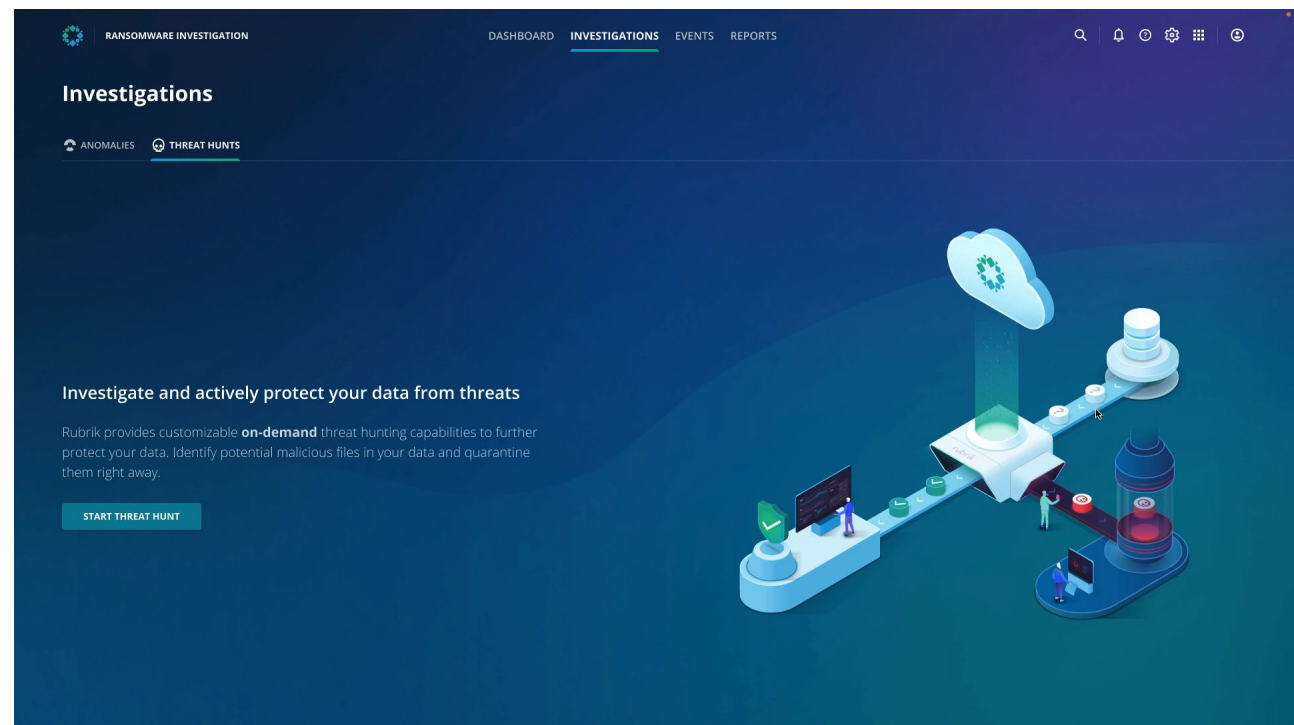 RANSOMWARE INVESTIGATION
DASHBOARD INVESTIGATIONS EVENTS REPORTS
Investigations
ANOMALIES THREAT HUNTS
Investigate and actively protect your data from threats
Rubrik provides customizable on-demand threat hunting capabilities to further
protect your data. Identify potential malicious files in your data and quarantine
them right away.
START THREAT HUNT
rubrik